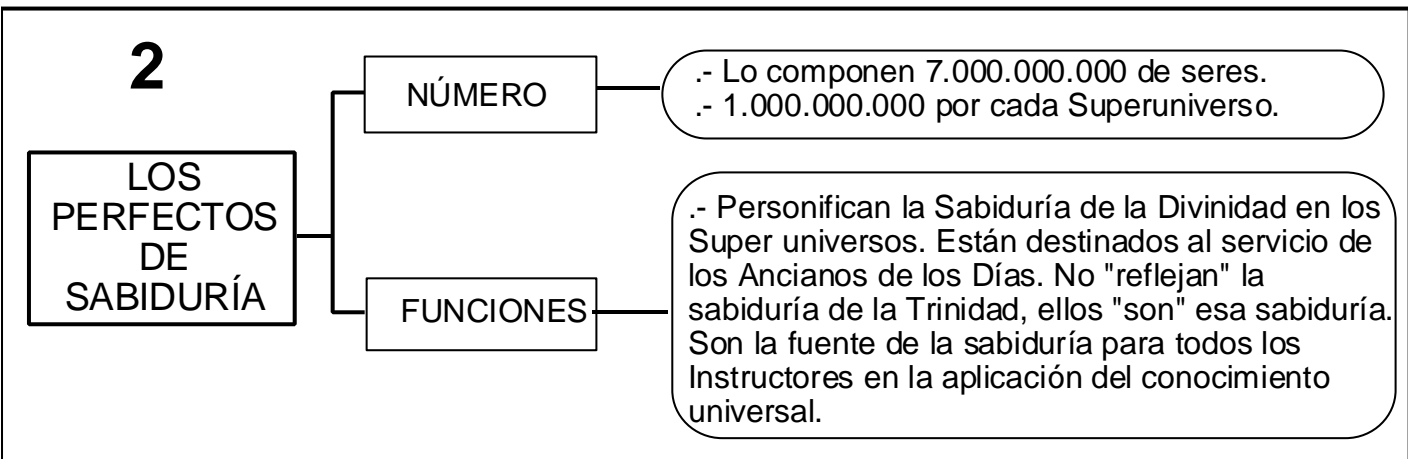 2
LOS
PERFECTOS
DE
SABIDURÍA
NÚMERO
.- Lo componen 7.000.000.000 de seres.
.- 1.000.000.000 por cada Superuniverso.
FUNCIONES
.- Personifican la Sabiduría de la Divinidad en los
Super universos. Están destinados al servicio de
los Ancianos de los Días. No "reflejan" la
sabiduría de la Trinidad, ellos "son" esa sabiduría.
Son la fuente de la sabiduría para todos los
Instructores en la aplicación del conocimiento
universal.